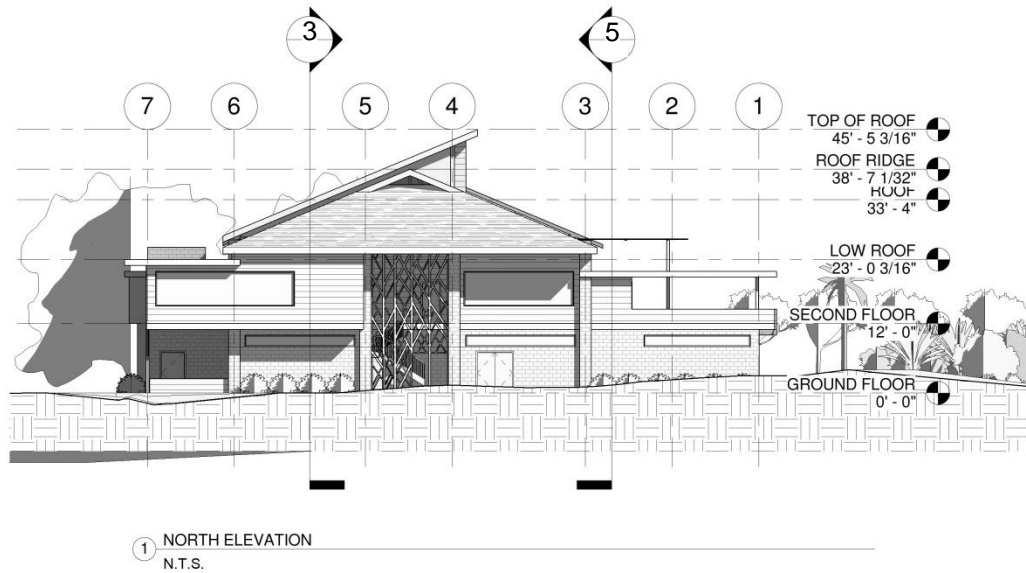 3
5
7
6
5
4
3
2
1
TOP OF ROOF
45' - 5 3/16"
ROOF RIDGE
38' - 7 1/32"
ROOF
33' - 4"
LOW ROOF
23' - 0 3/16"
SECOND FLOOR
12' - 0"
GROUND FLOOR
0' - 0"
1
NORTH ELEVATION
N.T.S.